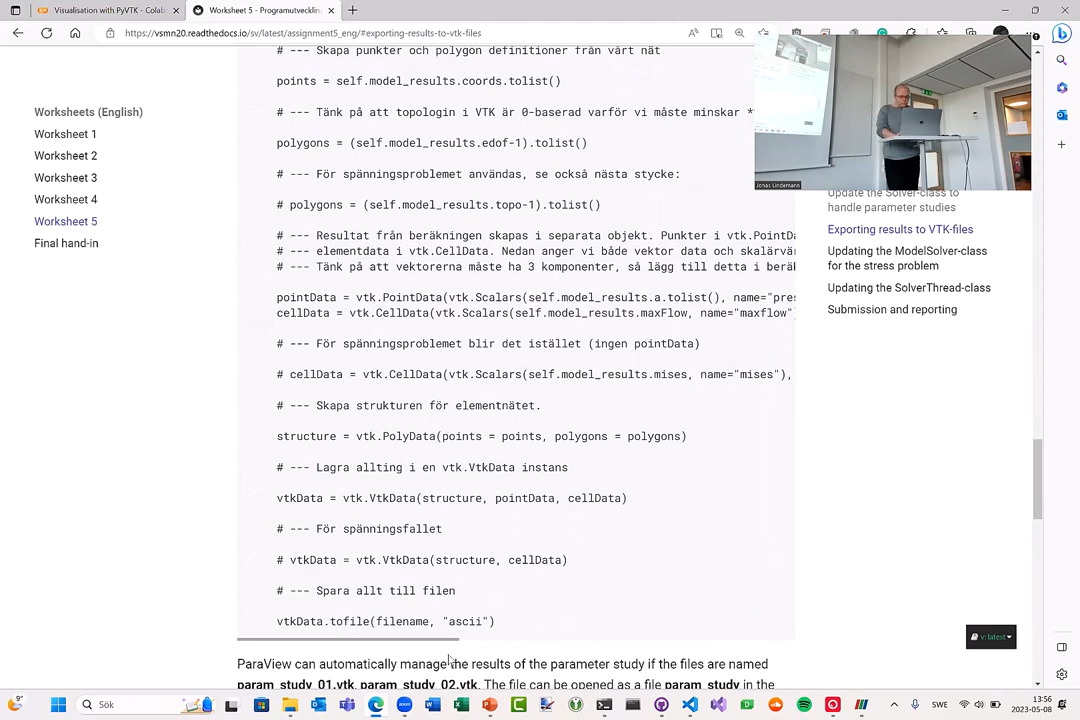 Visualisation with PyVTK - Colab
Worksheet 5 - Programutvecklin
https://vsmn20.readthedocs.io/sv/latest/assignment5_eng/#exporting-results-to-vtk-files
Worksheets (English)
Worksheet 1
Worksheet 2
Worksheet 3
Worksheet 4
Worksheet 5
Final hand-in
# --- Skapa punkter och polygon definitioner från vårt nät
points = self.model_results.coords.tolist()
# --- Tänk på att topologin i VTK är 0-baserad varför vi måste minskar *
polygons = (self.model_results.edof-1).tolist()
# --- För spänningsproblemet användas, se också nästa stycke:
# polygons = (self.model_results.topo-1).tolist()
# --- Resultat från beräkningen skapas i separata objekt. Punkter i vtk.PointDa
# --- elementdata i vtk.CellData. Nedan anger vi både vektor data och skalärvär
# --- Tänk på att vektorerna måste ha 3 komponenter, så lägg till detta i beräk
pointData = vtk.PointData(vtk.Scalars(self.model_results.a.tolist(), name="pres
cellData = vtk.CellData(vtk.Scalars(self.model_results.maxFlow, name="maxflow")
# --- För spänningsproblemet blir det istället (ingen pointData)
# cellData = vtk.CellData(vtk.Scalars(self.model_results.mises, name="mises"),
# --- Skapa strukturen för elementnätet.
structure = vtk.PolyData(points = points, polygons = polygons)
# --- Lagra allting i en vtk.VtkData instans
vtkData = vtk.VtkData(structure, pointData, cellData)
# --- För spänningsfallet
# vtkData = vtk.VtkData(structure, cellData)
# --- Spara allt till filen
vtkData.tofile(filename, "ascii")
ParaView can automatically manage the results of the parameter study if the files are named
param_study_01.vtk, param_study_02.vtk. The file can be opened as a file param_study in the
Jonas Lindemann
Update the Solver-class to
handle parameter studies
Exporting results to VTK-files
Updating the ModelSolver-class
for the stress problem
Updating the SolverThread-class
Submission and reporting
v: latest
9°
Sök
SWE
13:56
2023-05-08